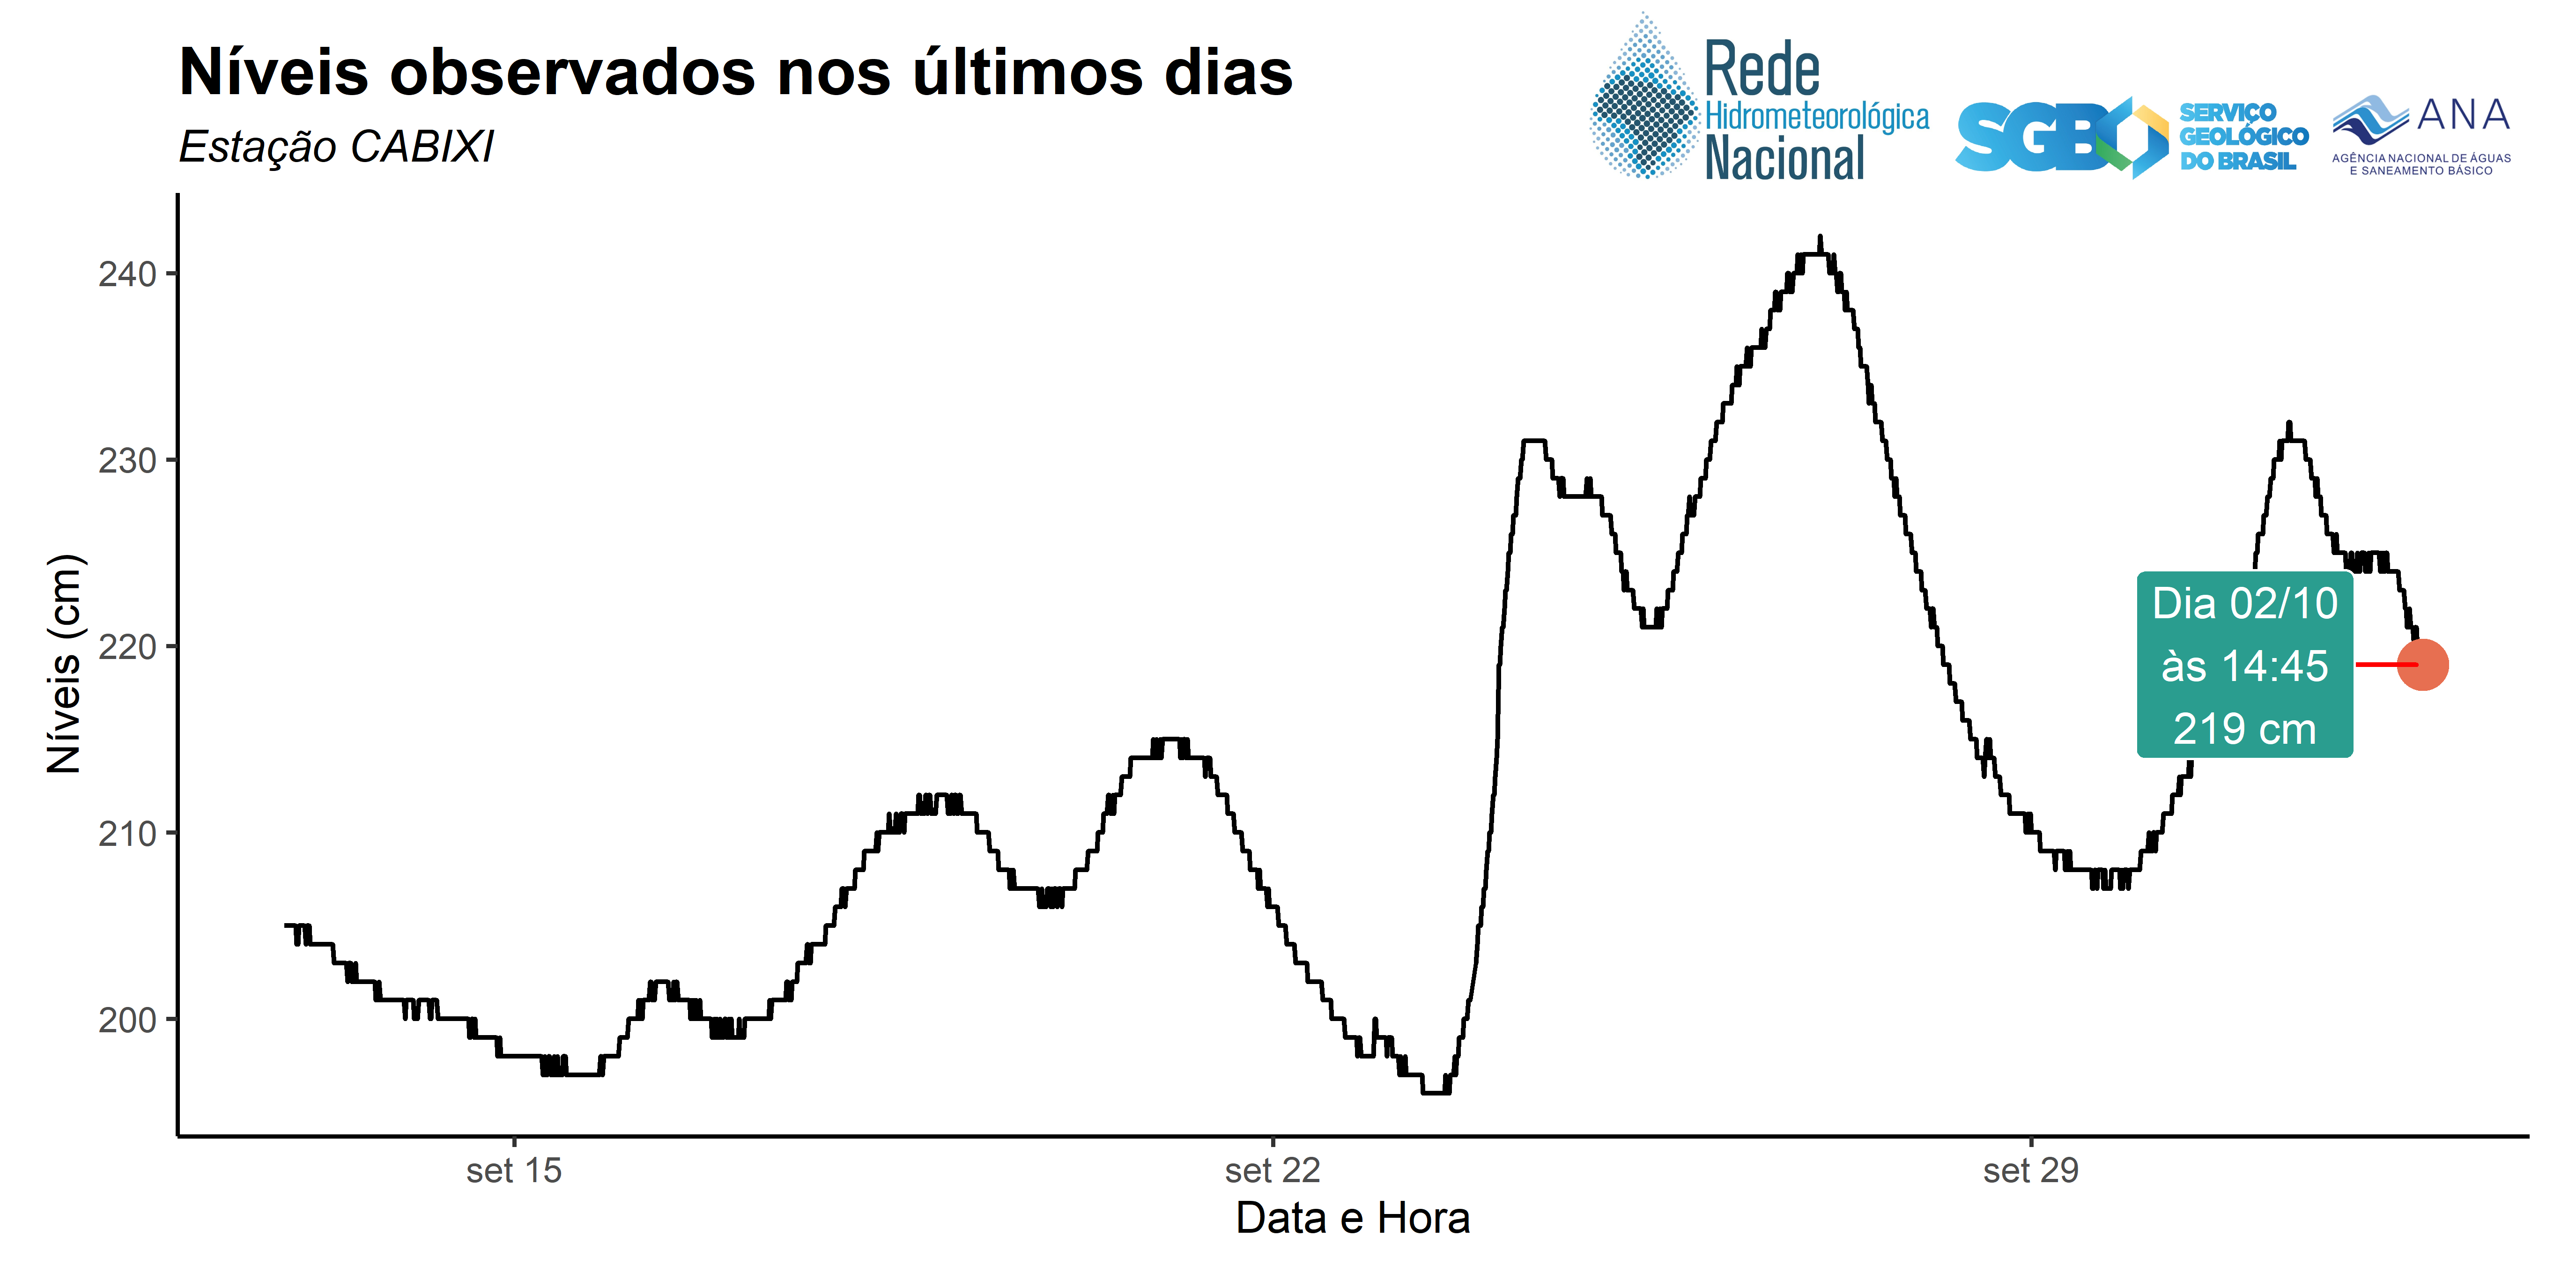 Níveis observados nos últimos dias
Estação CABIXI
Rede
Hidrometeorológica
Nacional
SGB
SERVIÇO
GEOLÓGICO
DO BRASIL
ANA
AGÊNCIA NACIONAL DE ÁGUAS
E SANEAMENTO BÁSICO
Níveis (cm)
240
230
220
210
200
Dia 02/10
às 14:45
219 cm
set 15
set 22
set 29
Data e Hora